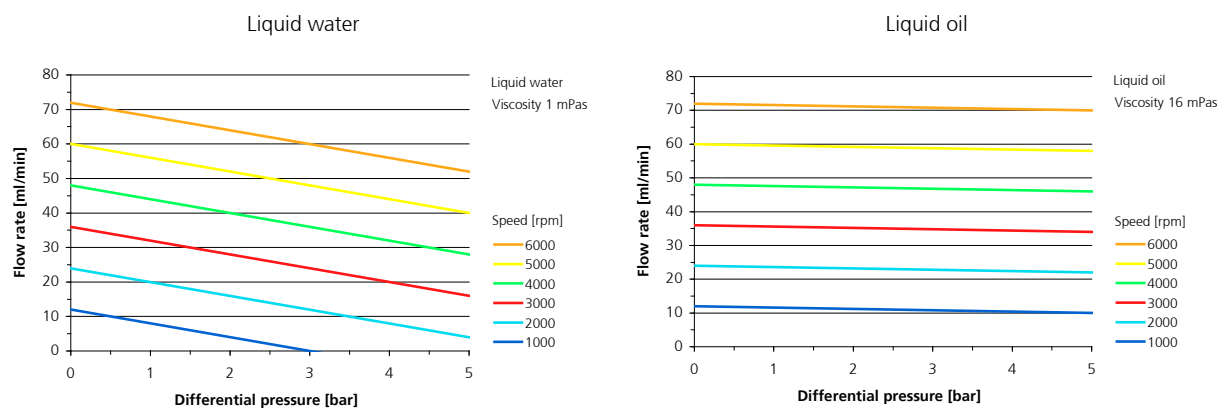 Liquid water
80
70
60
50
40
30
20
10
0
0 1 2 3 4 5
Flow rate [ml/min]
Differential pressure [bar]
Liquid water
Viscosity 1 mPas
Speed [rpm]
6000
5000
4000
3000
2000
1000
Liquid oil
80
70
60
50
40
30
20
10
0
0 1 2 3 4 5
Flow rate [ml/min]
Differential pressure [bar]
Liquid oil
Viscosity 16 mPas
Speed [rpm]
6000
5000
4000
3000
2000
1000